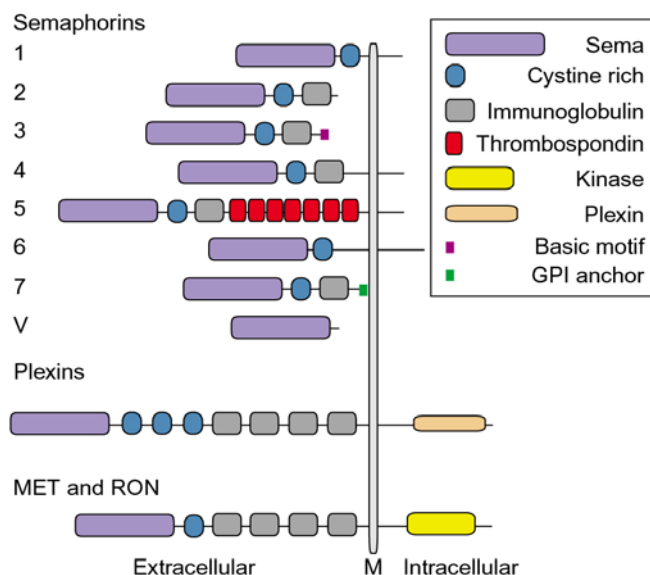 Semaphorins
1
2
3
4
5
6
7
V
Plexins
MET and RON
Extracellular M Intracellular
Sema
Cystine rich
Immunoglobulin
Thrombospondin
Kinase
Plexin
Basic motif
GPI anchor